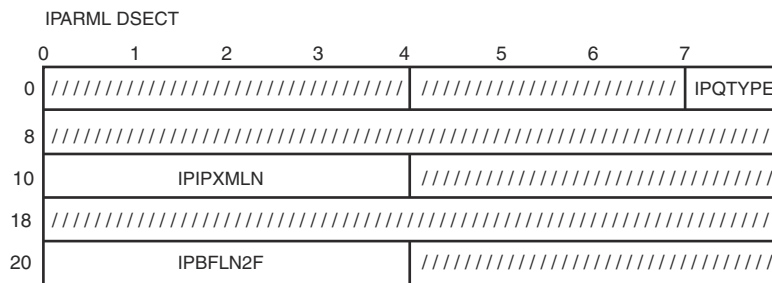 IPARML DSECT
0 1 2 3 4 5 6 7
0 ///////////////////////////////// //////////////////////// IPQTYPE
8 ////////////////////////////////////////////////////////////////////
10 IPIPXMLN /////////////////////////////////
18 ////////////////////////////////////////////////////////////////////
20 IPBFLN2F /////////////////////////////////